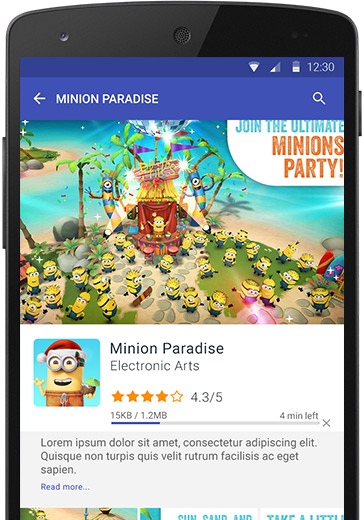 12:30
MINION PARADISE
JOIN THE ULTIMATE
MINIONS
PARTY!
Minion Paradise
Electronic Arts
4.3/5
15KB / 1.2MB
4 min left
Lorem ipsum dolor sit amet, consectetur adipiscing elit.
Quisque non turpis quis velit rutrum facilisis ac eget
sapien.
Read more...
SUN, SAND, AND
TAKE A LITTLE